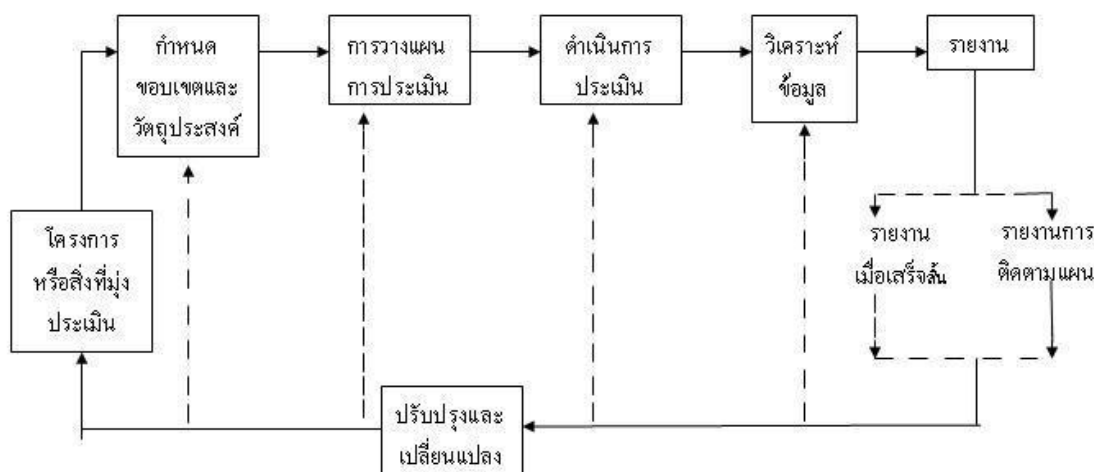 กำหนด
ขอบเขตและ
วัตถุประสงค์
การวางแผน
การประเมิน
ดำเนินการ
ประเมิน
วิเคราะห์
ข้อมูล
รายงาน
โครงการ
หรือสิ่งที่มุ่ง
ประเมิน
รายงาน
เมื่อเสร็จสิ้น
รายงานการ
ติดตามแผน
ปรับปรุงและ
เปลี่ยนแปลง